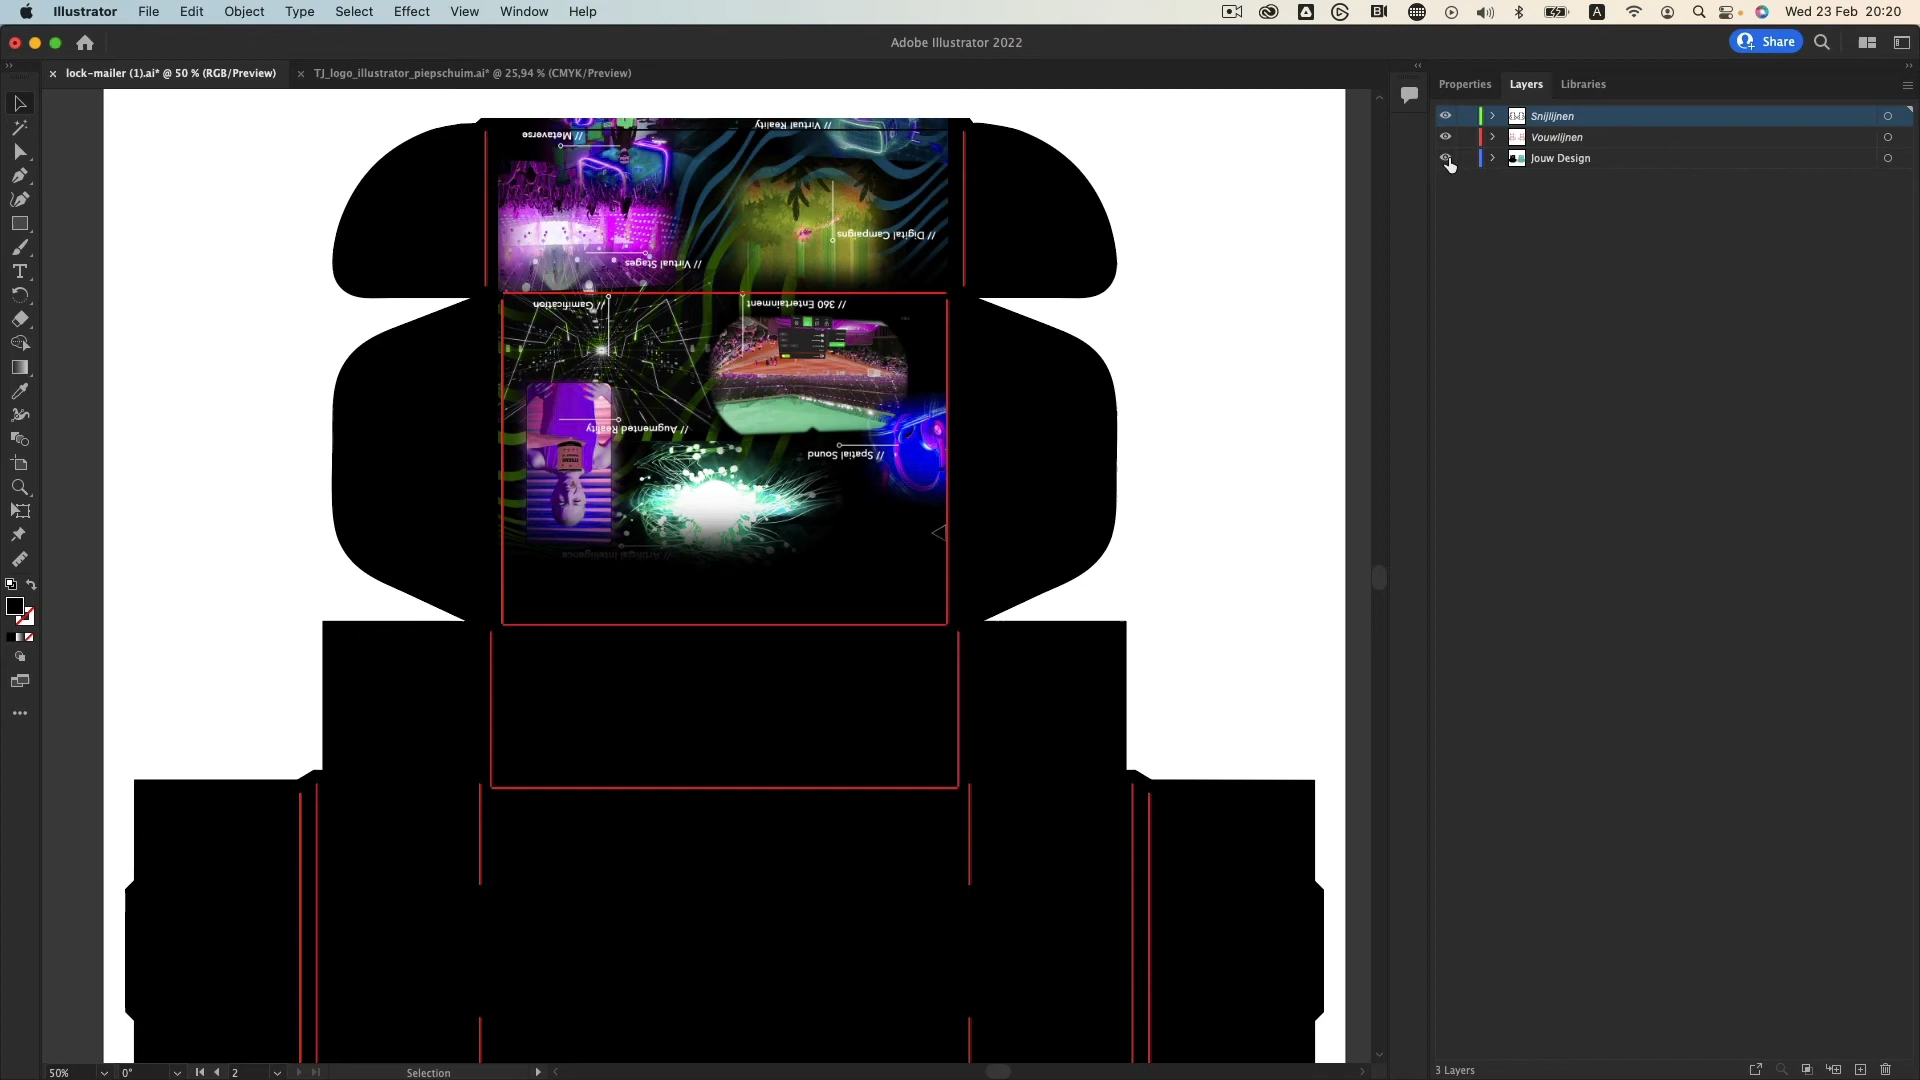 Illustrator File Edit Object Type Select Effect View Window Help
Wed 23 Feb 20:20
Adobe Illustrator 2022
Share
lock-mailer (1).ai* @ 50 % (RGB/Preview)
TJ_logo_illustrator_piepschuim.ai* @ 25,94 % (CMYK/Preview)
Properties Layers Libraries
Snijlijnen
Vouwlijnen
Jouw Design
// Virtual Reality
// Metaverse
// Digital Campaigns
// Virtual Stages
// Gamification
// 360 Entertainment
// Augmented Reality
// Spatial Sound
// Artificial Intelligence
50%
0°
2
Selection
3 Layers